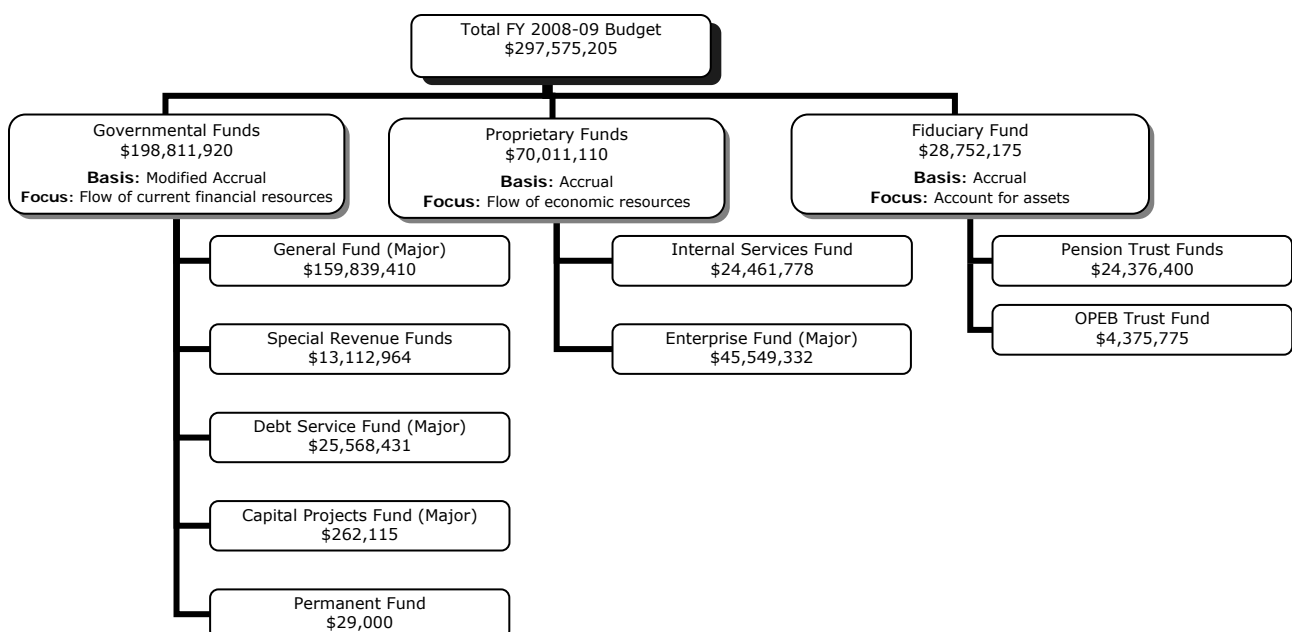 Total FY 2008-09 Budget
$297,575,205
Governmental Funds
$198,811,920
Basis: Modified Accrual
Focus: Flow of current financial resources
Proprietary Funds
$70,011,110
Basis: Accrual
Focus: Flow of economic resources
Fiduciary Fund
$28,752,175
Basis: Accrual
Focus: Account for assets
General Fund (Major)
$159,839,410
Special Revenue Funds
$13,112,964
Debt Service Fund (Major)
$25,568,431
Capital Projects Fund (Major)
$262,115
Permanent Fund
$29,000
Internal Services Fund
$24,461,778
Enterprise Fund (Major)
$45,549,332
Pension Trust Funds
$24,376,400
OPEB Trust Fund
$4,375,775